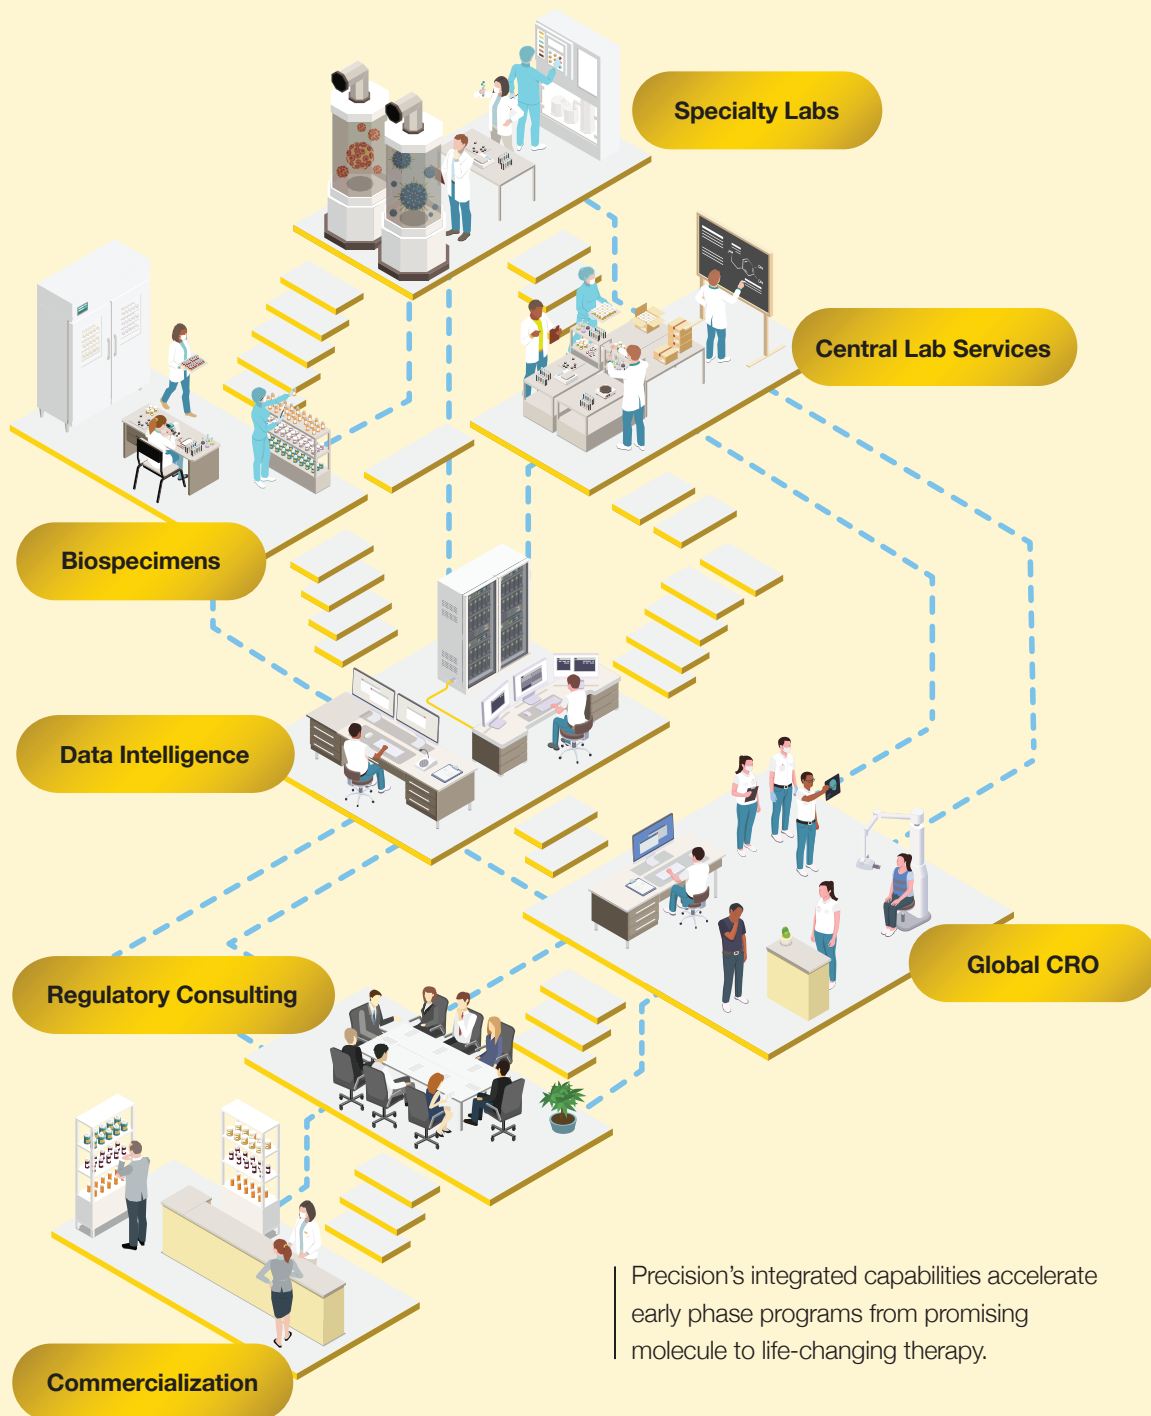 Specialty Labs
Central Lab Services
Biospecimens
Data Intelligence
Global CRO
Regulatory Consulting
Precision’s integrated capabilities accelerate
early phase programs from promising
molecule to life-changing therapy.
Commercialization